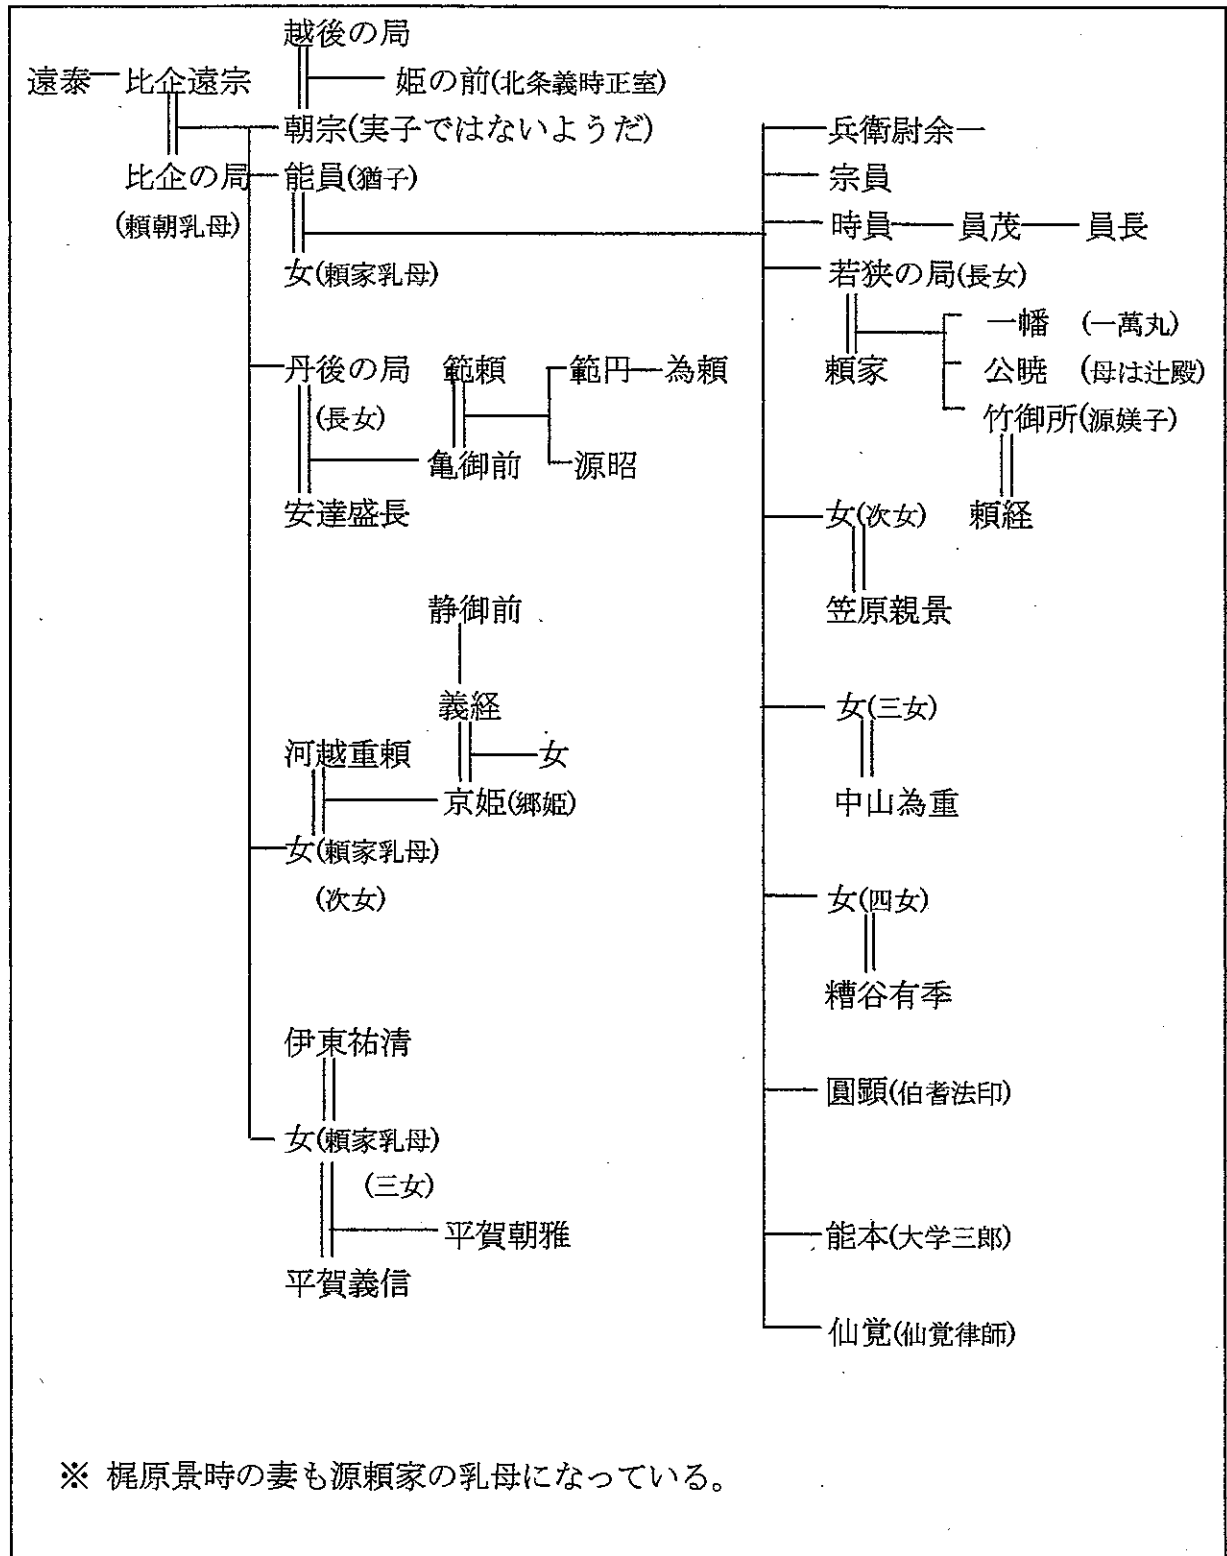 越後の局
遠泰 比企遠宗 姫の前(北条義時正室)
朝宗(実子ではないようだ) 兵衛尉余一
比企の局 能員(猶子) 宗員
(頼朝乳母) 時員 員茂 員長
女(頼家乳母) 若狭の局(長女)
一幡 (一萬丸)
丹後の局 範頼 範円 為頼 頼家 公暁 (母は辻殿)
(長女) 竹御所(源媄子)
亀御前 源昭
安達盛長 女(次女) 頼経
静御前 笠原親景
義経 女(三女)
河越重頼 女
京姫(郷姫) 中山為重
女(頼家乳母)
(次女) 女(四女)
糟谷有季
伊東祐清
圓顕(伯耆法印)
女(頼家乳母)
(三女)
平賀朝雅 能本(大学三郎)
平賀義信
仙覚(仙覚律師)
※ 梶原景時の妻も源頼家の乳母になっている。